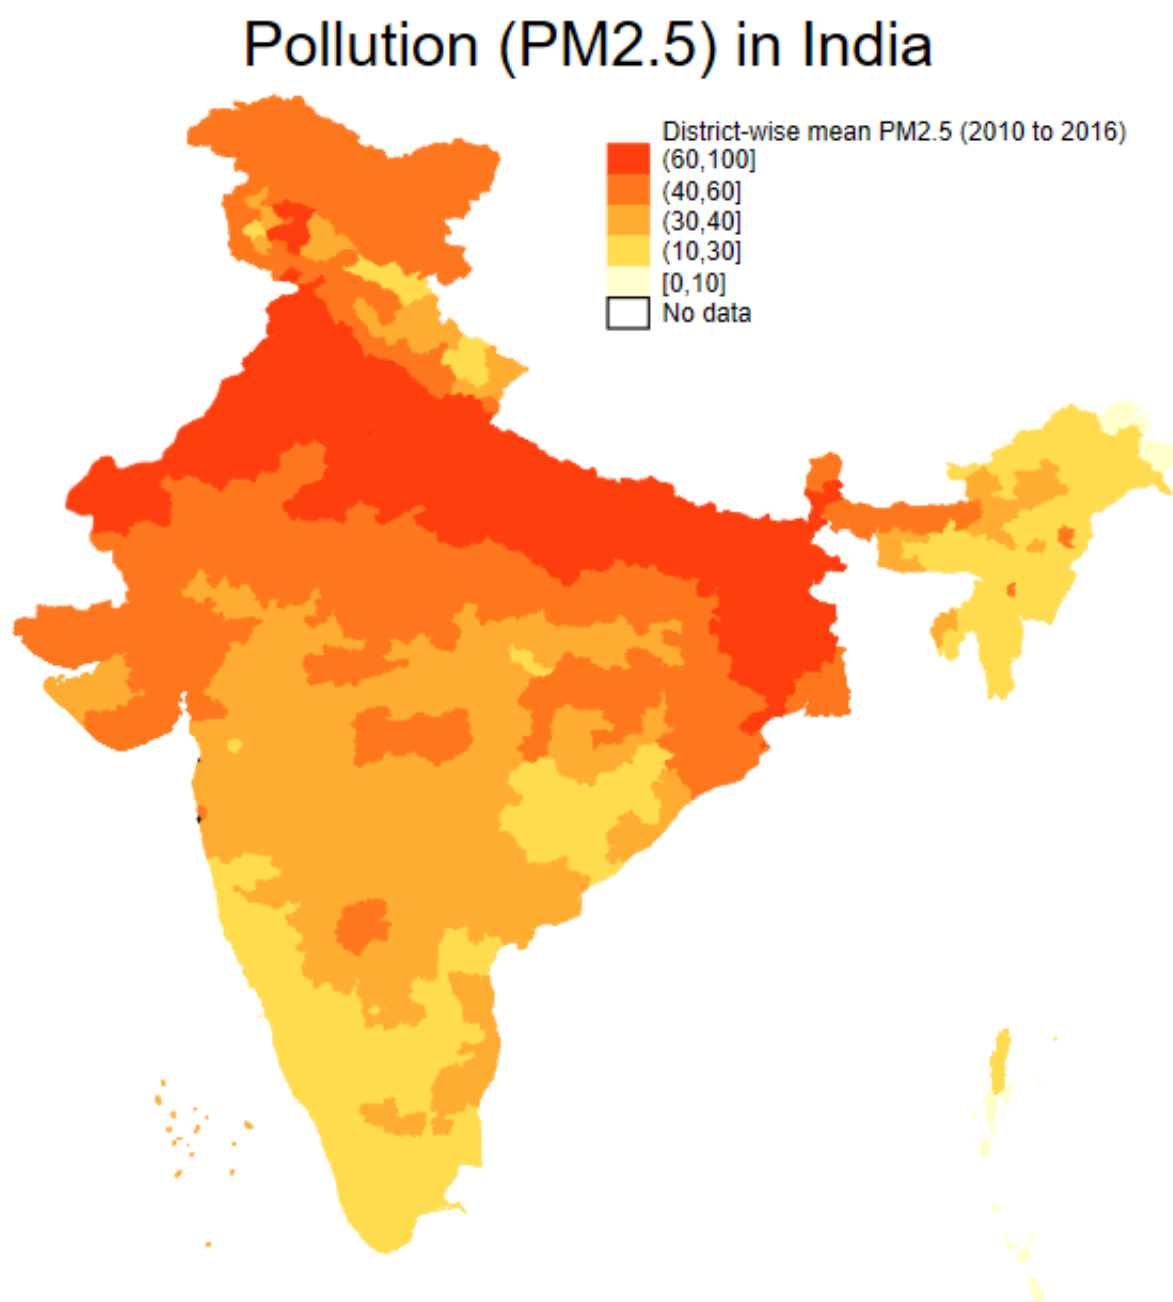 Pollution (PM2.5) in India
District-wise mean PM2.5 (2010 to 2016)
(60,100]
(40,60]
(30,40]
(10,30]
[0,10]
No data